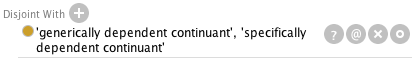 Disjoint With +
'generically dependent continuant', 'specifically
dependent continuant'
? @ × o